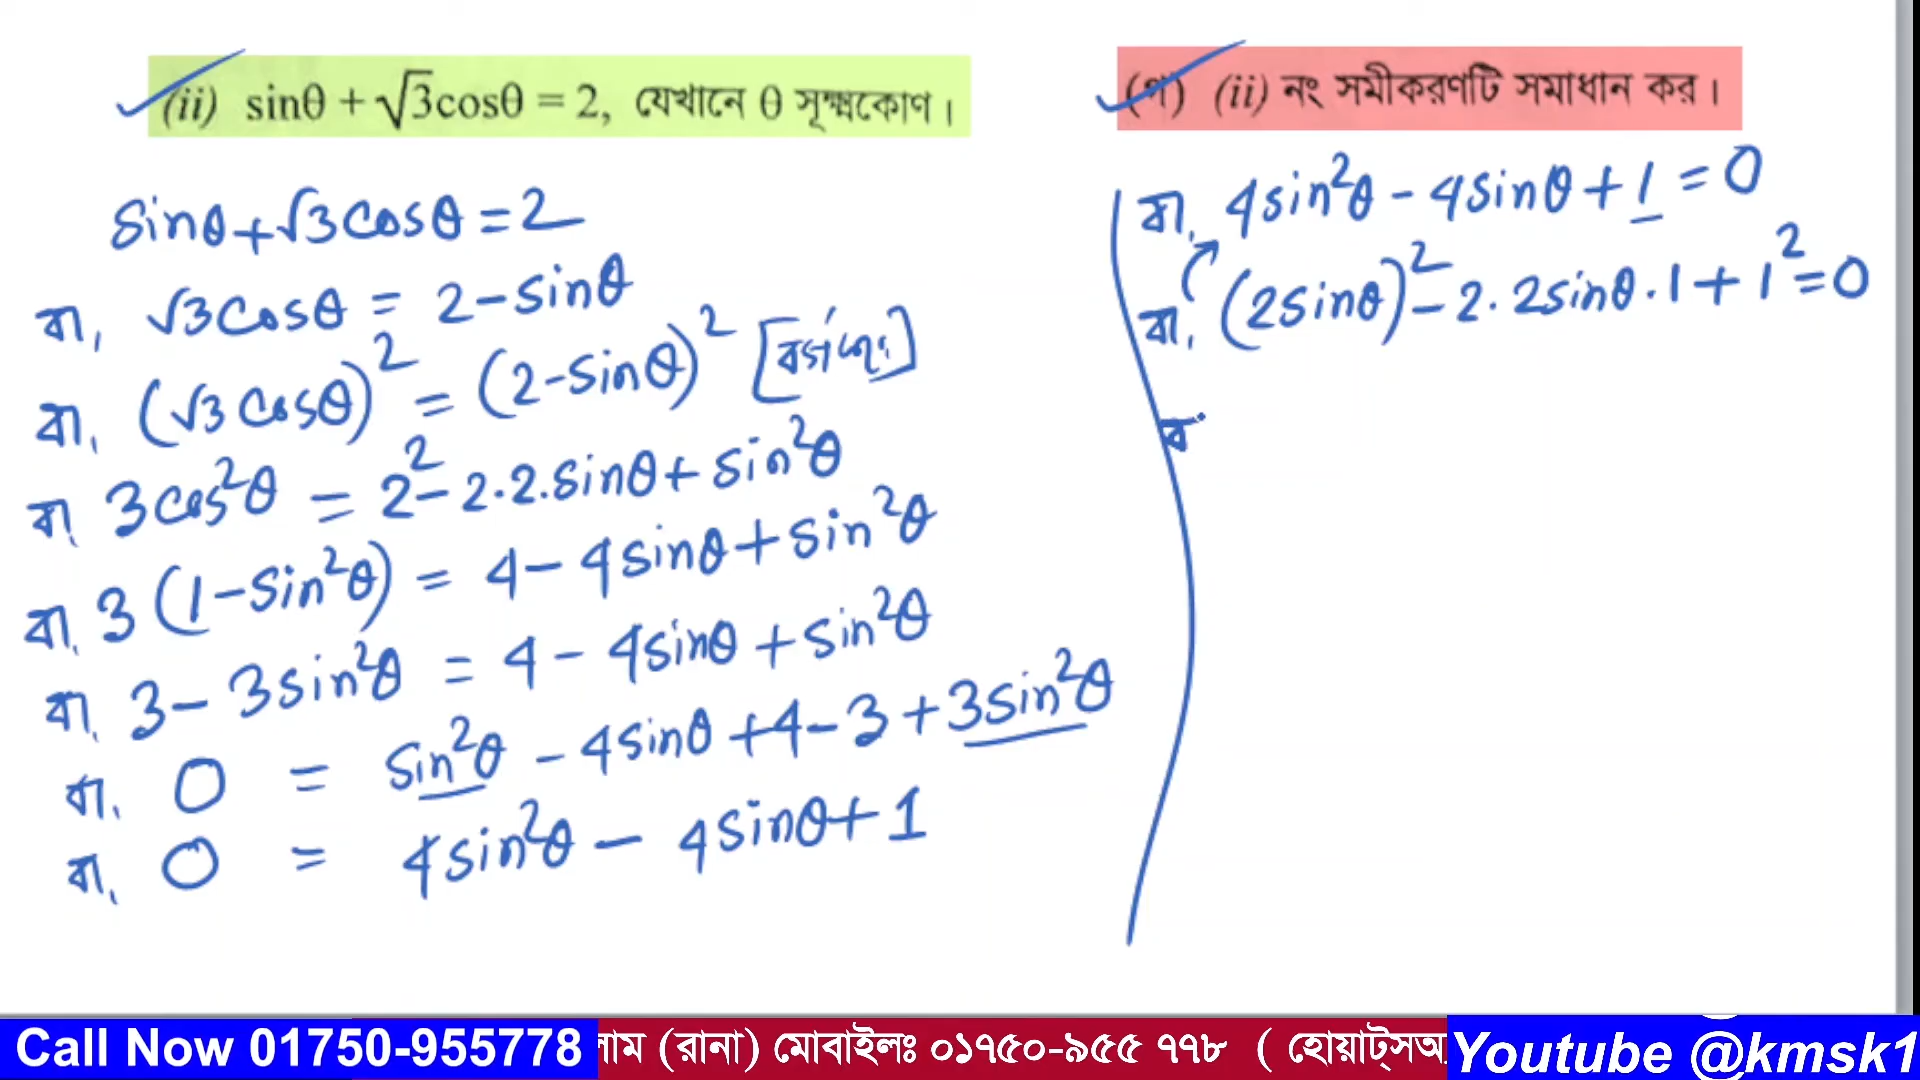 (ii) sinθ + √3cosθ = 2, যেখানে θ সূক্ষ্মকোণ।
sinθ+√3cosθ = 2
বা, √3cosθ = 2-sinθ
বা, (√3cosθ)² = (2-sinθ)² [বর্গ করে]
বা, 3cos²θ = 2²-2.2.sinθ+sin²θ
বা, 3(1-sin²θ) = 4-4sinθ+sin²θ
বা, 3-3sin²θ = 4-4sinθ+sin²θ
বা, 0 = sin²θ-4sinθ+4-3+3sin²θ
বা, 0 = 4sin²θ-4sinθ+1
(গ) (ii) নং সমীকরণটি সমাধান কর।
বা, 4sin²θ-4sinθ+1=0
বা, (2sinθ)²-2.2sinθ.1+1²=0
ব
Call Now 01750-955778
লাম (রানা) মোবাইলঃ ০১৭৫০-৯৫৫ ৭৭৮ ( হোয়াট্সঅ
Youtube @kmsk1